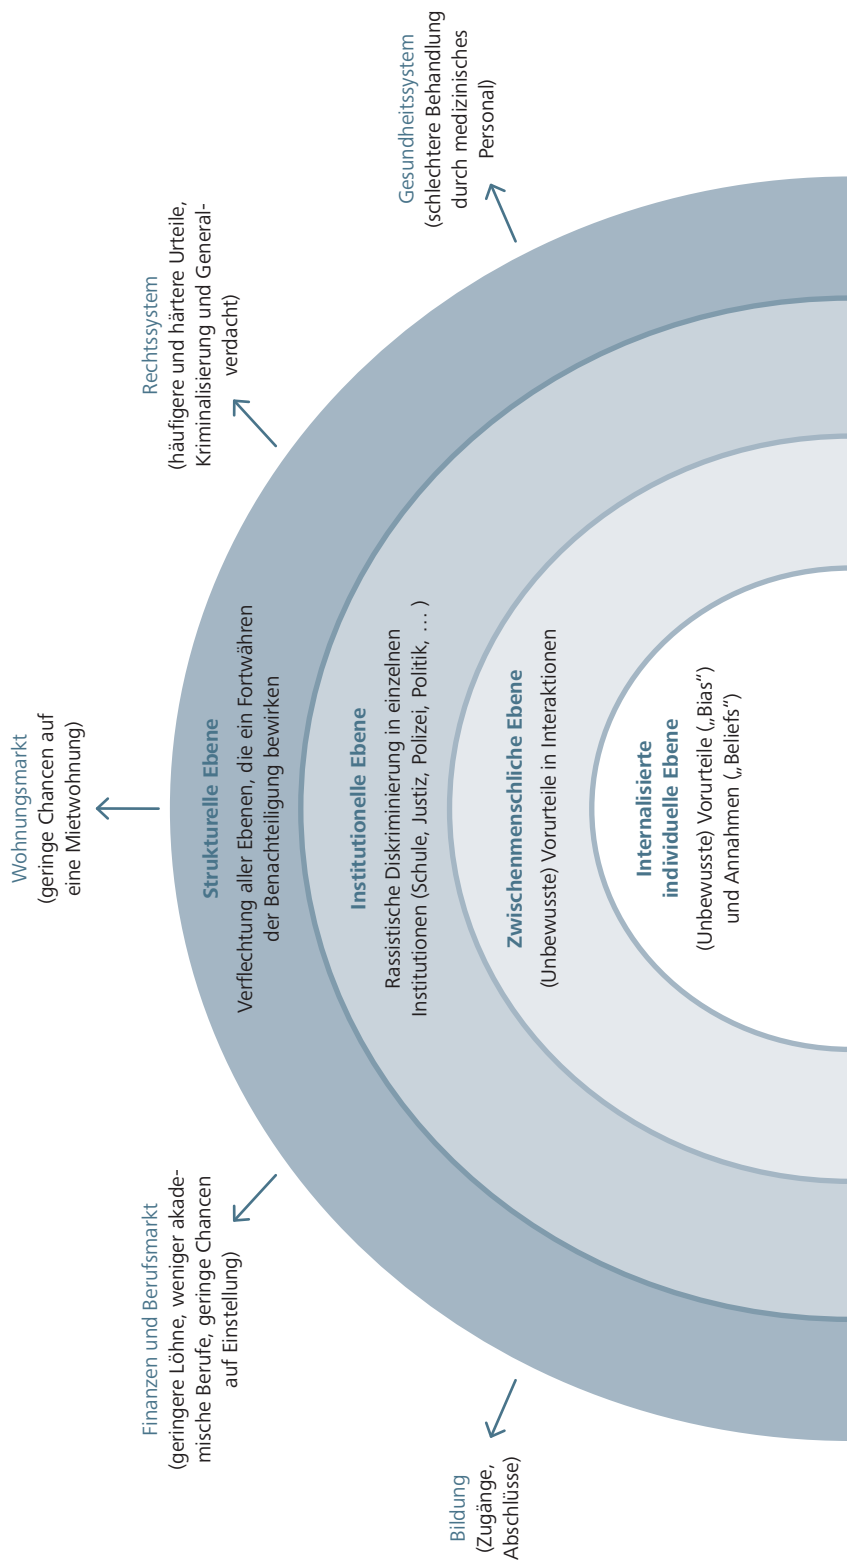 Wohnungsmarkt
(geringe Chancen auf
eine Mietwohnung)
Finanzen und Berufsmarkt
(geringere Löhne, weniger akade-
mische Berufe, geringe Chancen
auf Einstellung)
Rechtssystem
(häufigere und härtere Urteile,
Kriminalisierung und General-
verdacht)
Bildung
(Zugänge,
Abschlüsse)
Gesundheitssystem
(schlechtere Behandlung
durch medizinisches
Personal)
Strukturelle Ebene
Verflechtung aller Ebenen, die ein Fortwähren
der Benachteiligung bewirken
Institutionelle Ebene
Rassistische Diskriminierung in einzelnen
Institutionen (Schule, Justiz, Polizei, Politik, … )
Zwischenmenschliche Ebene
(Unbewusste) Vorurteile in Interaktionen
Internalisierte
individuelle Ebene
(Unbewusste) Vorurteile („Bias“)
und Annahmen („Beliefs“)